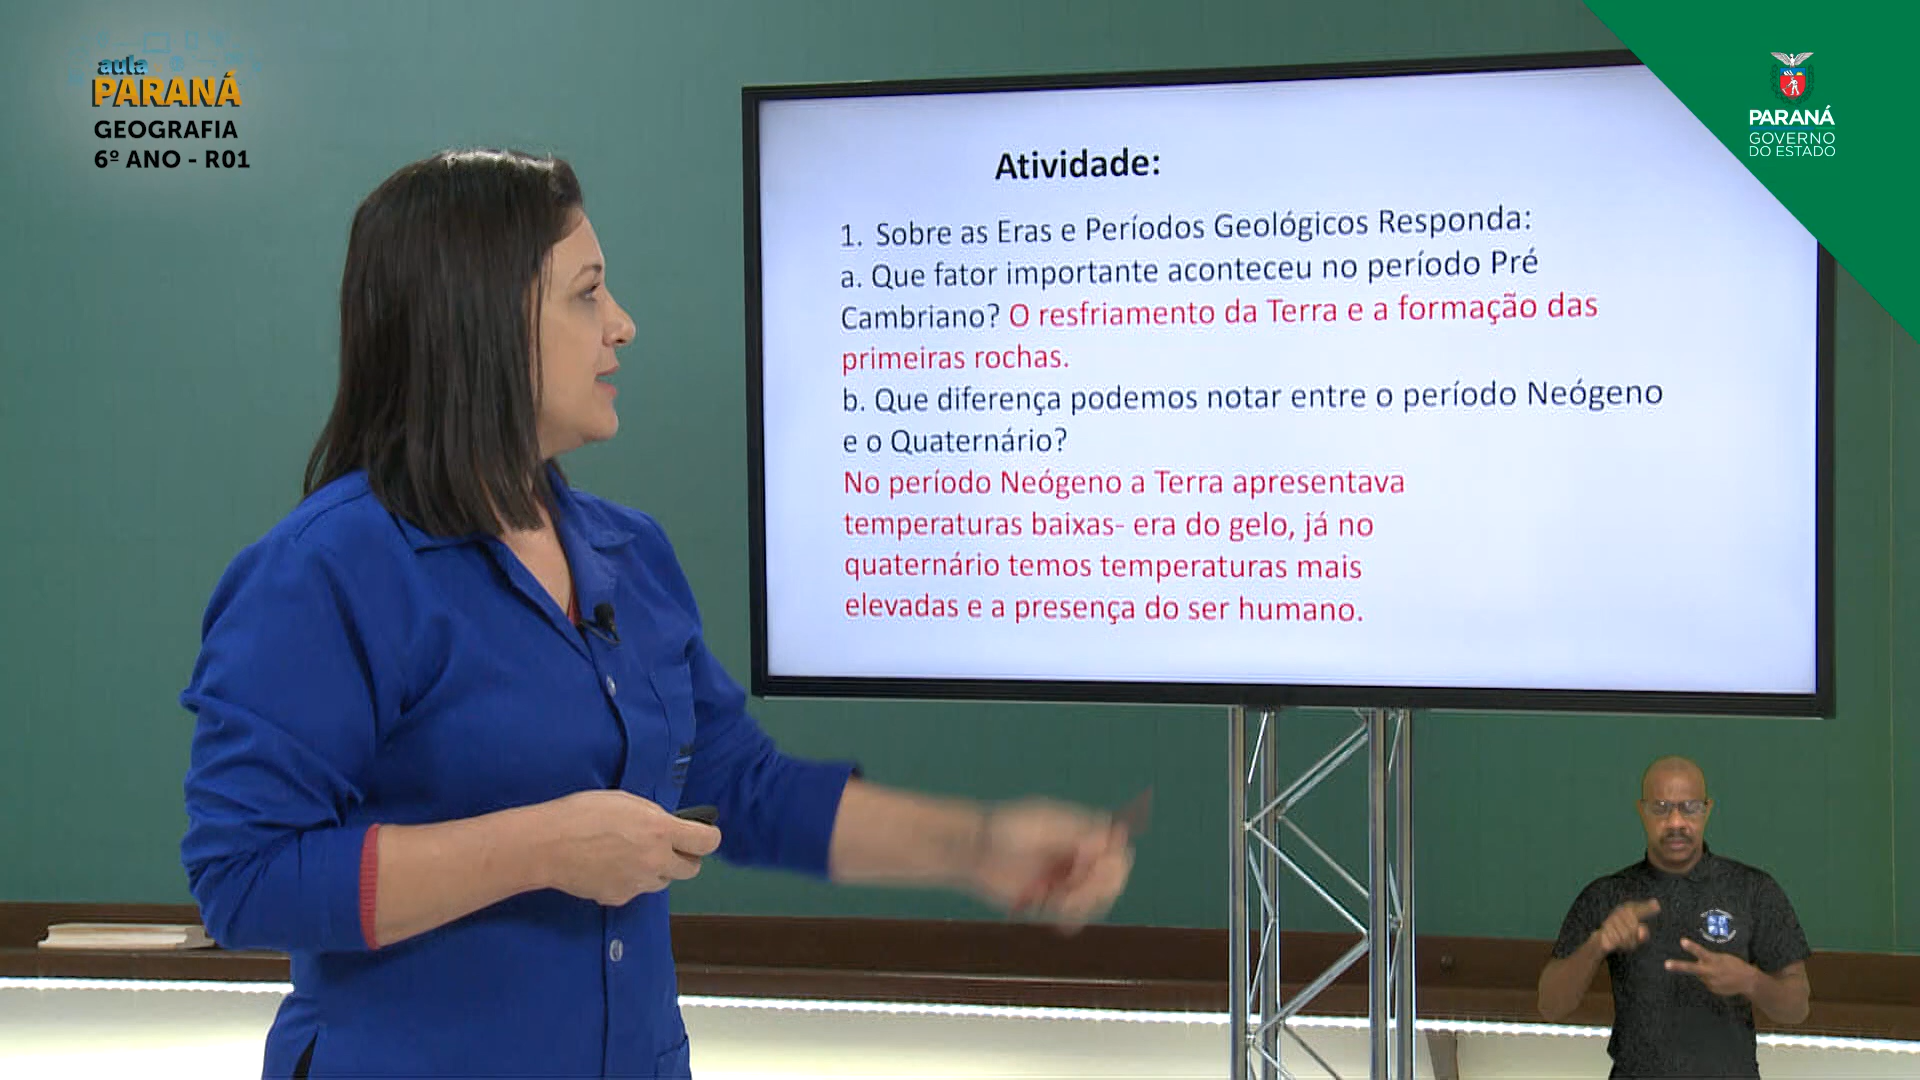 aula
PARANÁ
GEOGRAFIA
6º ANO - R01
PARANÁ
GOVERNO
DO ESTADO
Atividade:
1. Sobre as Eras e Períodos Geológicos Responda:
a. Que fator importante aconteceu no período Pré
Cambriano? O resfriamento da Terra e a formação das
primeiras rochas.
b. Que diferença podemos notar entre o período Neógeno
e o Quaternário?
No período Neógeno a Terra apresentava
temperaturas baixas- era do gelo, já no
quaternário temos temperaturas mais
elevadas e a presença do ser humano.